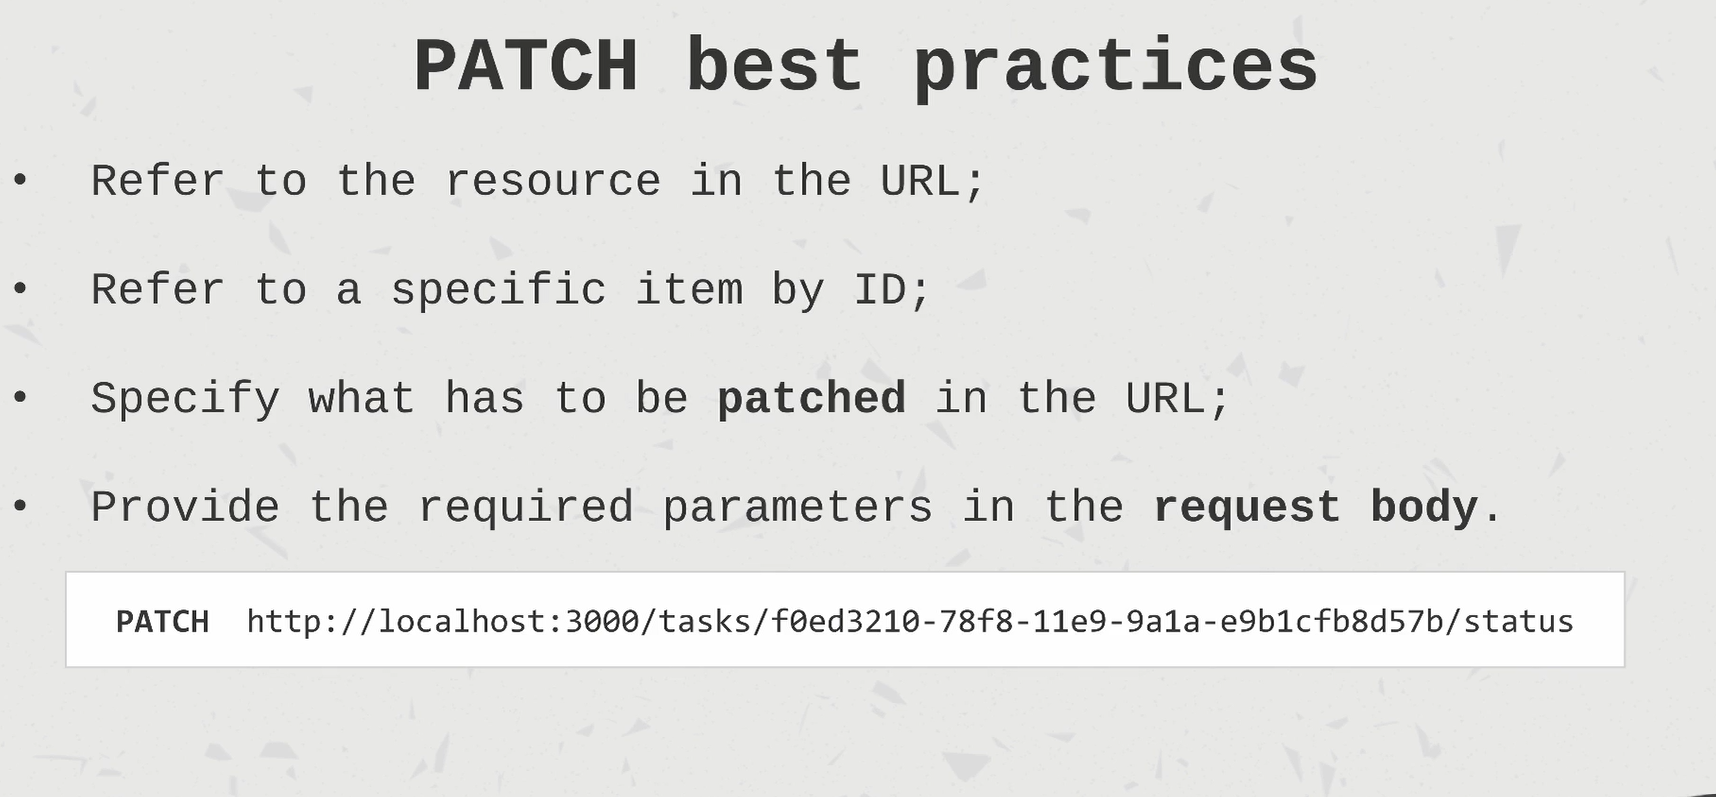 PATCH best practices
• Refer to the resource in the URL;
• Refer to a specific item by ID;
• Specify what has to be patched in the URL;
• Provide the required parameters in the request body.
PATCH http://localhost:3000/tasks/f0ed3210-78f8-11e9-9a1a-e9b1cfb8d57b/status